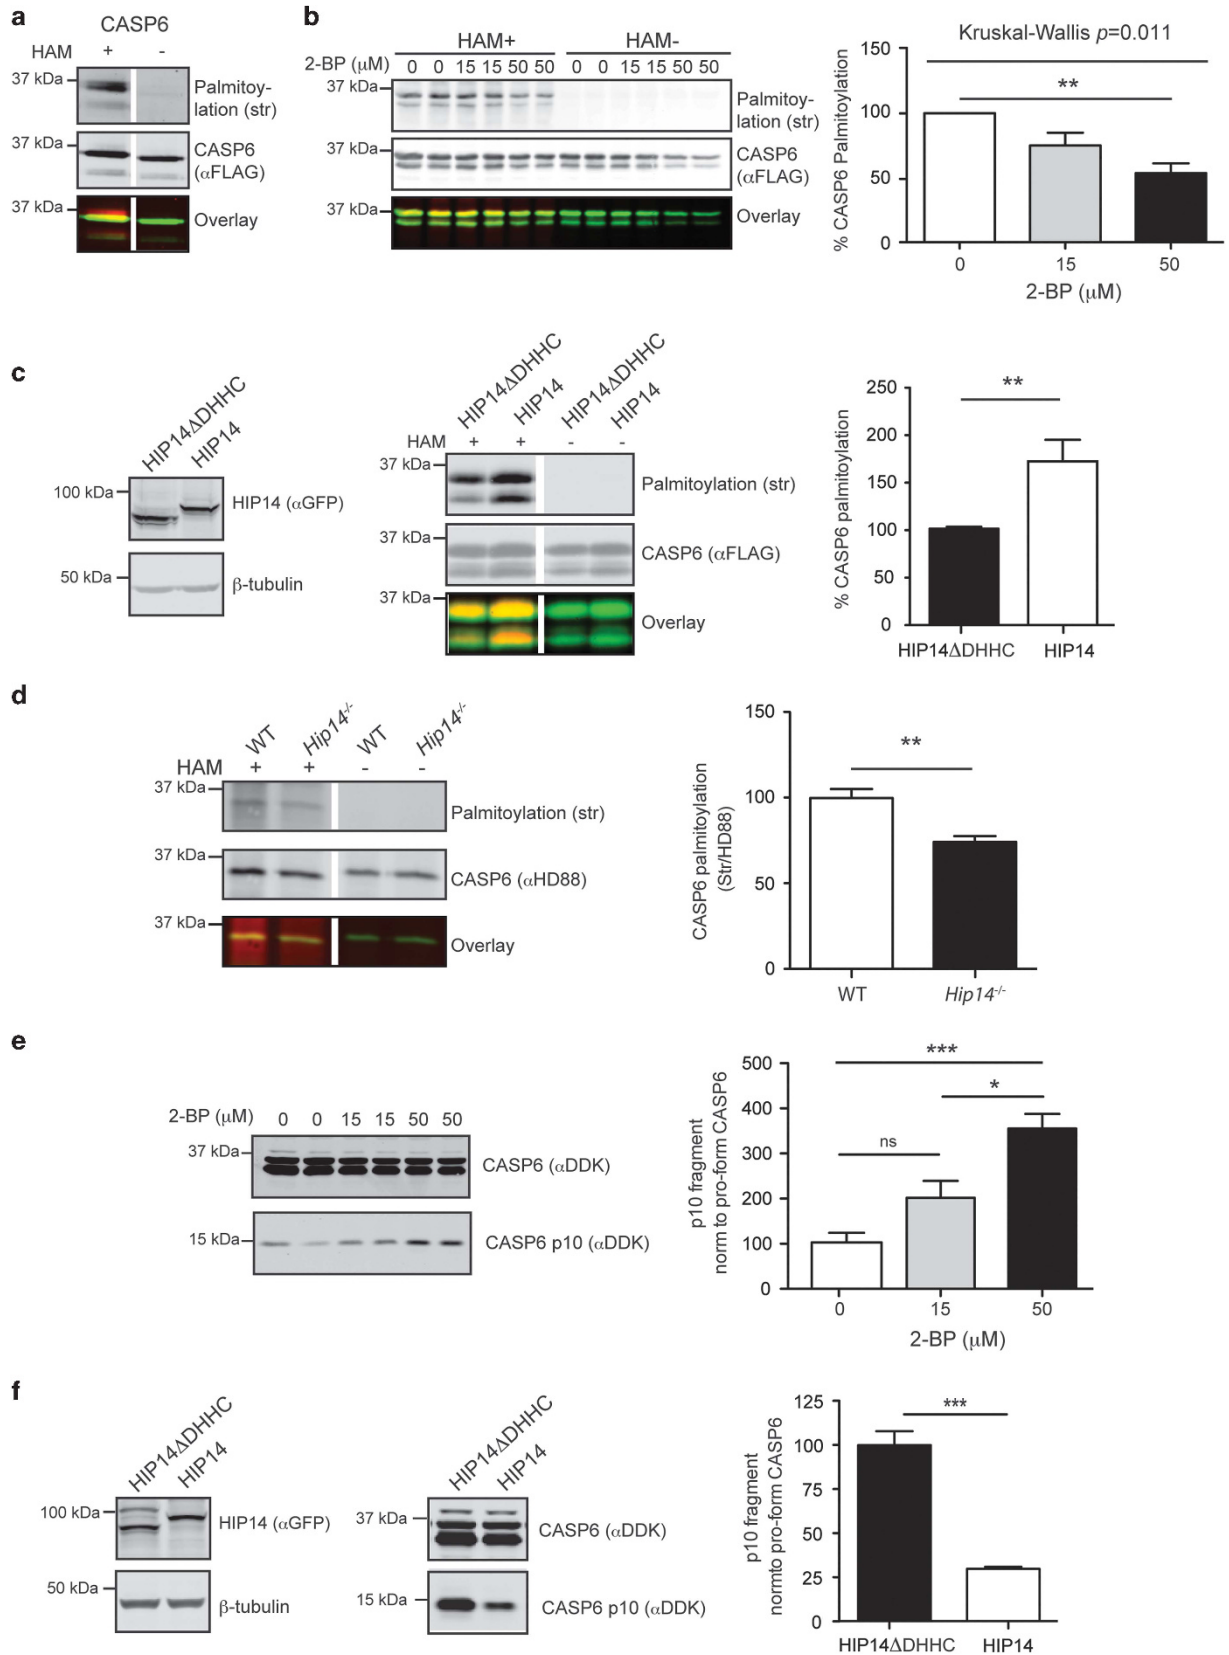 a
CASP6
HAM + -
37 kDa
Palmitoy-
lation (str)
37 kDa
CASP6
(αFLAG)
37 kDa
Overlay
b
HAM+ HAM-
2-BP (μM) 0 0 15 15 50 50 0 0 15 15 50 50
37 kDa
Palmitoy-
lation (str)
37 kDa
CASP6
(αFLAG)
37 kDa
Overlay
Kruskal-Wallis p=0.011
**
% CASP6 Palmitoylation
150
100
50
0
0 15 50
2-BP (μM)
c
HIP14ΔDHHC
HIP14
100 kDa
HIP14 (αGFP)
50 kDa
β-tubulin
HIP14ΔDHHC
HIP14
HIP14ΔDHHC
HIP14
HAM + + - -
37 kDa
Palmitoylation (str)
37 kDa
CASP6 (αFLAG)
37 kDa
Overlay
**
% CASP6 palmitoylation
250
200
150
100
50
0
HIP14ΔDHHC HIP14
d
WT
Hip14-/-
WT
Hip14-/-
HAM + + - -
37 kDa
Palmitoylation (str)
37 kDa
CASP6 (αHD88)
37 kDa
Overlay
**
CASP6 palmitoylation
(Str/HD88)
150
100
50
0
WT Hip14-/-
e
2-BP (μM) 0 0 15 15 50 50
37 kDa
CASP6 (αDDK)
15 kDa
CASP6 p10 (αDDK)
***
*
ns
p10 fragment
norm to pro-form CASP6
500
400
300
200
100
0
0 15 50
2-BP (μM)
f
HIP14ΔDHHC
HIP14
100 kDa
HIP14 (αGFP)
50 kDa
β-tubulin
HIP14ΔDHHC
HIP14
37 kDa
CASP6 (αDDK)
15 kDa
CASP6 p10 (αDDK)
***
p10 fragment
normto pro-form CASP6
125
100
75
50
25
0
HIP14ΔDHHC HIP14